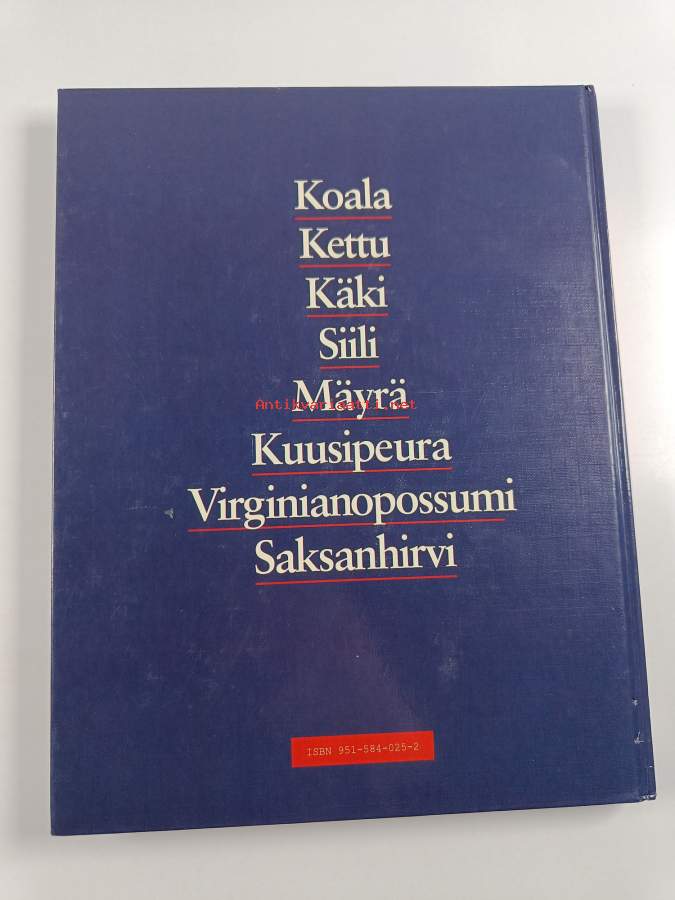 Koala
Kettu
Käki
Siili
Mäyrä
Antikvariaatti.net
Kuusipeura
Virginianopossumi
Saksanhirvi
ISBN 951-584-025-2